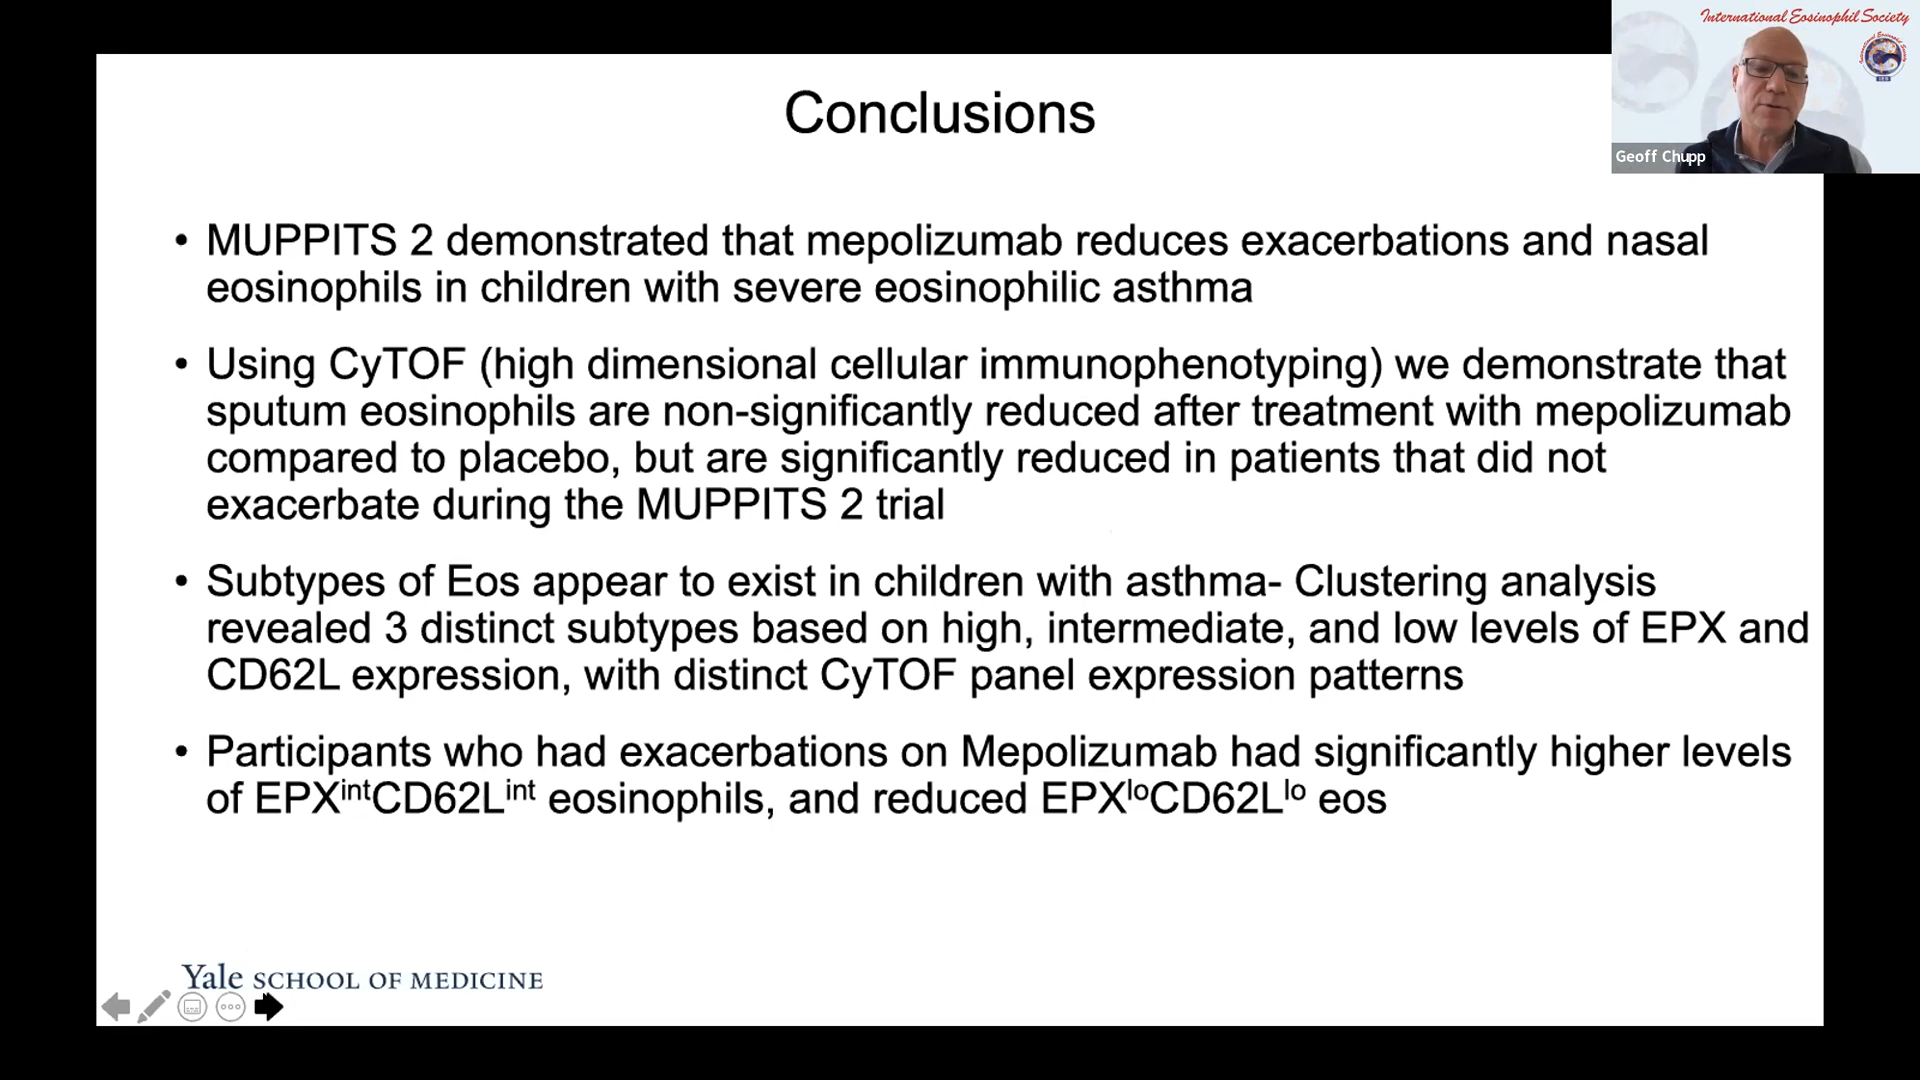 International Eosinophil Society
Geoff Chupp
Conclusions
• MUPPITS 2 demonstrated that mepolizumab reduces exacerbations and nasal
eosinophils in children with severe eosinophilic asthma
• Using CyTOF (high dimensional cellular immunophenotyping) we demonstrate that
sputum eosinophils are non-significantly reduced after treatment with mepolizumab
compared to placebo, but are significantly reduced in patients that did not
exacerbate during the MUPPITS 2 trial
• Subtypes of Eos appear to exist in children with asthma- Clustering analysis
revealed 3 distinct subtypes based on high, intermediate, and low levels of EPX and
CD62L expression, with distinct CyTOF panel expression patterns
• Participants who had exacerbations on Mepolizumab had significantly higher levels
of EPXintCD62Lint eosinophils, and reduced EPXloCD62Llo eos
Yale SCHOOL OF MEDICINE